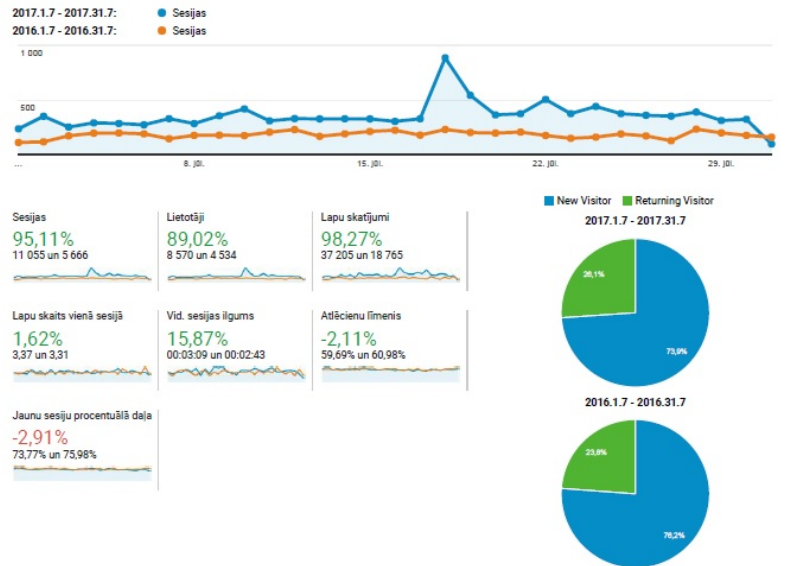 2017.1.7 - 2017.31.7: Sesijas
2016.1.7 - 2016.31.7: Sesijas
1 000
500
... 8. jūl. 15. jūl. 22. jūl. 29. jūl.
New Visitor Returning Visitor
2017.1.7 - 2017.31.7
26,1%
73,9%
Sesijas
95,11%
11 055 un 5 666
Lietotāji
89,02%
8 570 un 4 534
Lapu skatījumi
98,27%
37 205 un 18 765
Lapu skaits vienā sesijā
1,62%
3,37 un 3,31
Vid. sesijas ilgums
15,87%
00:03:09 un 00:02:43
Atlēcienu līmenis
-2,11%
59,69% un 60,98%
Jaunu sesiju procentuālā daļa
-2,91%
73,77% un 75,98%
2016.1.7 - 2016.31.7
23,8%
76,2%